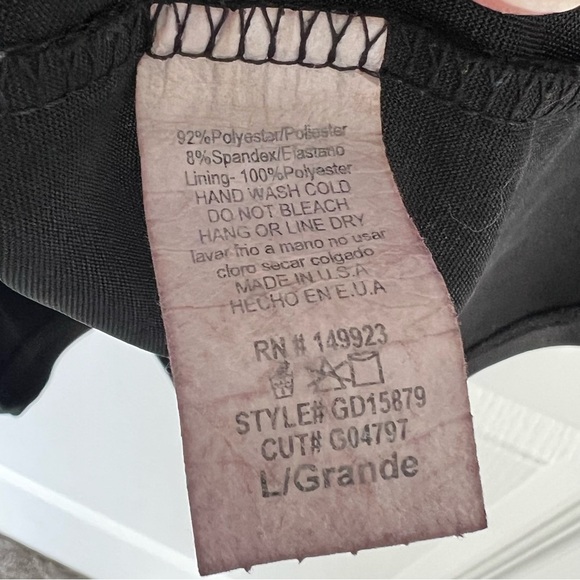 92%Polyester/Poliester
8%Spandex/Elastano
Lining- 100%Polyester
HAND WASH COLD
DO NOT BLEACH
HANG OR LINE DRY
lavar frio a mano no usar
cloro secar colgado
MADE IN U.S.A
HECHO EN E.U.A
RN # 149923
STYLE# GD15879
CUT# G04797
L/Grande